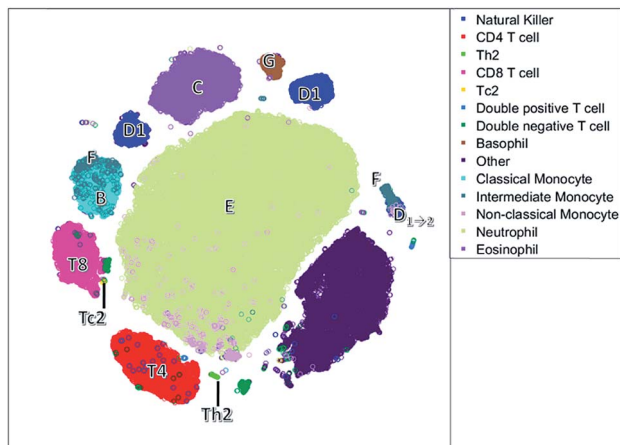 G
C
D1
D1
F
B
E
F
D1→2
T8
Tc2
T4
Th2
Natural Killer
CD4 T cell
Th2
CD8 T cell
Tc2
Double positive T cell
Double negative T cell
Basophil
Other
Classical Monocyte
Intermediate Monocyte
Non-classical Monocyte
Neutrophil
Eosinophil